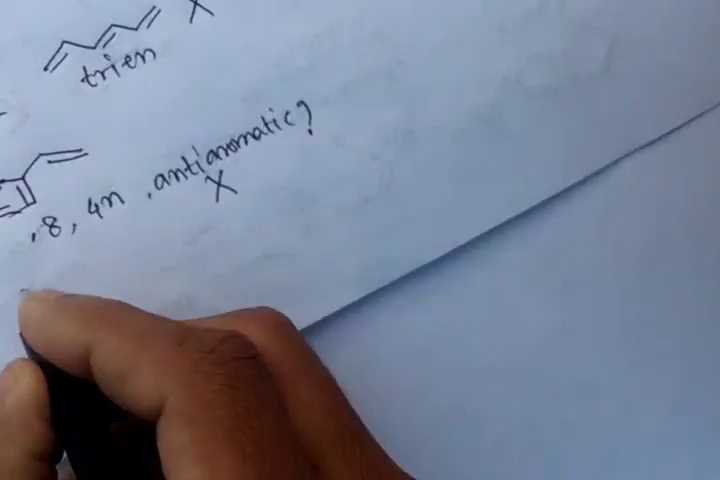 X
trien
, 8, 4n , antiaromatic?
X